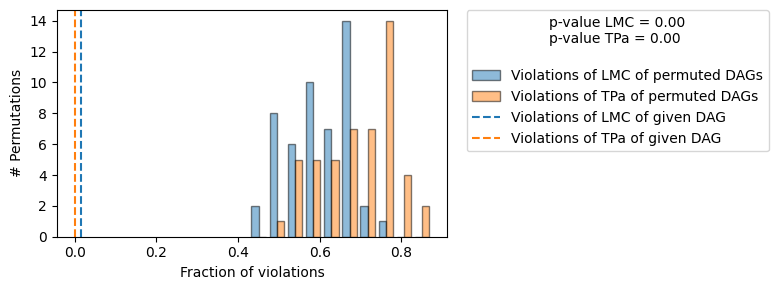 14
12
10
8
6
4
2
0
# Permutations
0.0 0.2 0.4 0.6 0.8
Fraction of violations
p-value LMC = 0.00
p-value TPa = 0.00
Violations of LMC of permuted DAGs
Violations of TPa of permuted DAGs
Violations of LMC of given DAG
Violations of TPa of given DAG